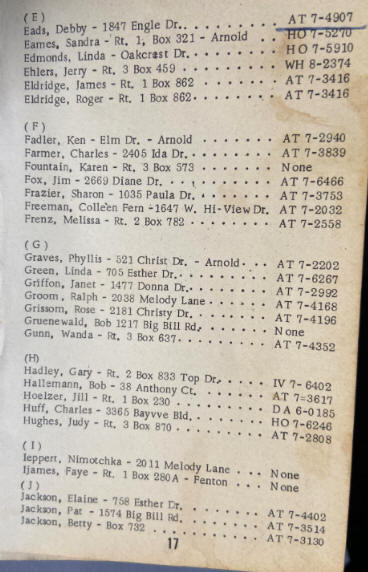 (E)
Eads, Debby - 1847 Engle Dr. . . . . . . . . . . . AT 7-4907
Eames, Sandra - Rt. 1, Box 321 - Arnold . . HO 7-5270
Edmonds, Linda - Oakcrest Dr. . . . . . . . . . HO 7-5910
Ehlers, Jerry - Rt. 3 Box 459 . . . . . . . . . . . WH 8-2374
Eldridge, James - Rt. 1 Box 862 . . . . . . . . . AT 7-3416
Eldridge, Roger - Rt. 1 Box 862. . . . . . . . . . AT 7-3416
(F)
Fadler, Ken - Elm Dr. - Arnold . . . . . . . . . AT 7-2940
Farmer, Charles - 2405 Ida Dr. . . . . . . . . . AT 7-3839
Fountain, Karen - Rt. 3 Box 573 . . . . . . . . None
Fox, Jim - 2669 Diane Dr. . . . . . . . . . . . . AT 7-6466
Frazier, Sharon - 1035 Paula Dr. . . . . . . . . AT 7-3753
Freeman, Colleen Fern - 1647 W. Hi-View Dr. AT 7-2032
Frenz, Melissa - Rt. 2 Box 782 . . . . . . . . . AT 7-2558
(G)
Graves, Phyllis - 521 Christ Dr. - Arnold . . . AT 7-2202
Green, Linda - 705 Esther Dr. . . . . . . . . . . AT 7-6267
Griffon, Janet - 1477 Donna Dr. . . . . . . . . . AT 7-2992
Groom, Ralph - 2038 Melody Lane . . . . . . . AT 7-4168
Grissom, Rose - 2181 Christy Dr. . . . . . . . . AT 7-4196
Gruenewald, Bob 1217 Big Bill Rd. . . . . . . . None
Gunn, Wanda - Rt. 3 Box 637. . . . . . . . . . . AT 7-4352
(H)
Hadley, Gary - Rt. 2 Box 833 Top Dr. . . . . . IV 7-6402
Hallemann, Bob - 38 Anthony Ct. . . . . . . . . AT 7-3617
Hoelzer, Jill - Rt. 1 Box 230 . . . . . . . . . . DA 6-0185
Huff, Charles - 3365 Bayvve Bld. . . . . . . . . HO 7-6246
Hughes, Judy - Rt. 3 Box 870 . . . . . . . . . . AT 7-2808
(I)
Ieppert, Nimotchka - 2011 Melody Lane . . . None
Ijames, Faye - Rt. 1 Box 280A - Fenton . . . None
(J)
Jackson, Elaine - 758 Esther Dr. . . . . . . . . AT 7-4402
Jackson, Pat - 1574 Big Bill Rd. . . . . . . . . AT 7-3514
Jackson, Betty - Box 732 . . . . . . . . . . . . AT 7-3130
17